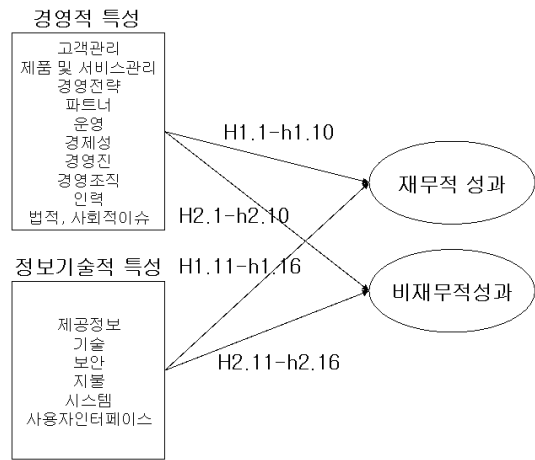 경영적 특성
고객관리
제품 및 서비스관리
경영전략
파트너
운영
경제성
경영진
경영조직
인력
법적, 사회적이슈
H1.1-h1.10
재무적 성과
H2.1-h2.10
정보기술적 특성
H1.11-h1.16
비재무적성과
제공정보
기술
보안
지불
시스템
사용자인터페이스
H2.11-h2.16